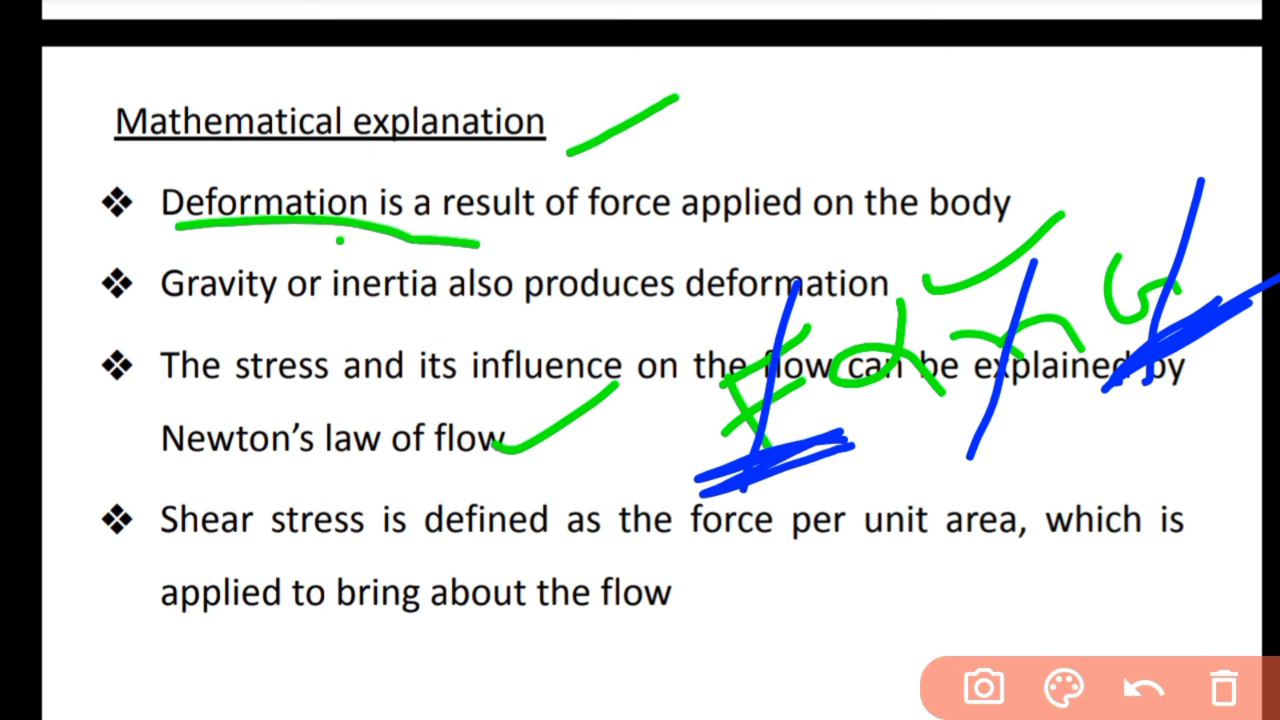 Mathematical explanation
❖ Deformation is a result of force applied on the body
❖ Gravity or inertia also produces deformation
❖ The stress and its influence on the flow can be explained by
Newton's law of flow
❖ Shear stress is defined as the force per unit area, which is
applied to bring about the flow